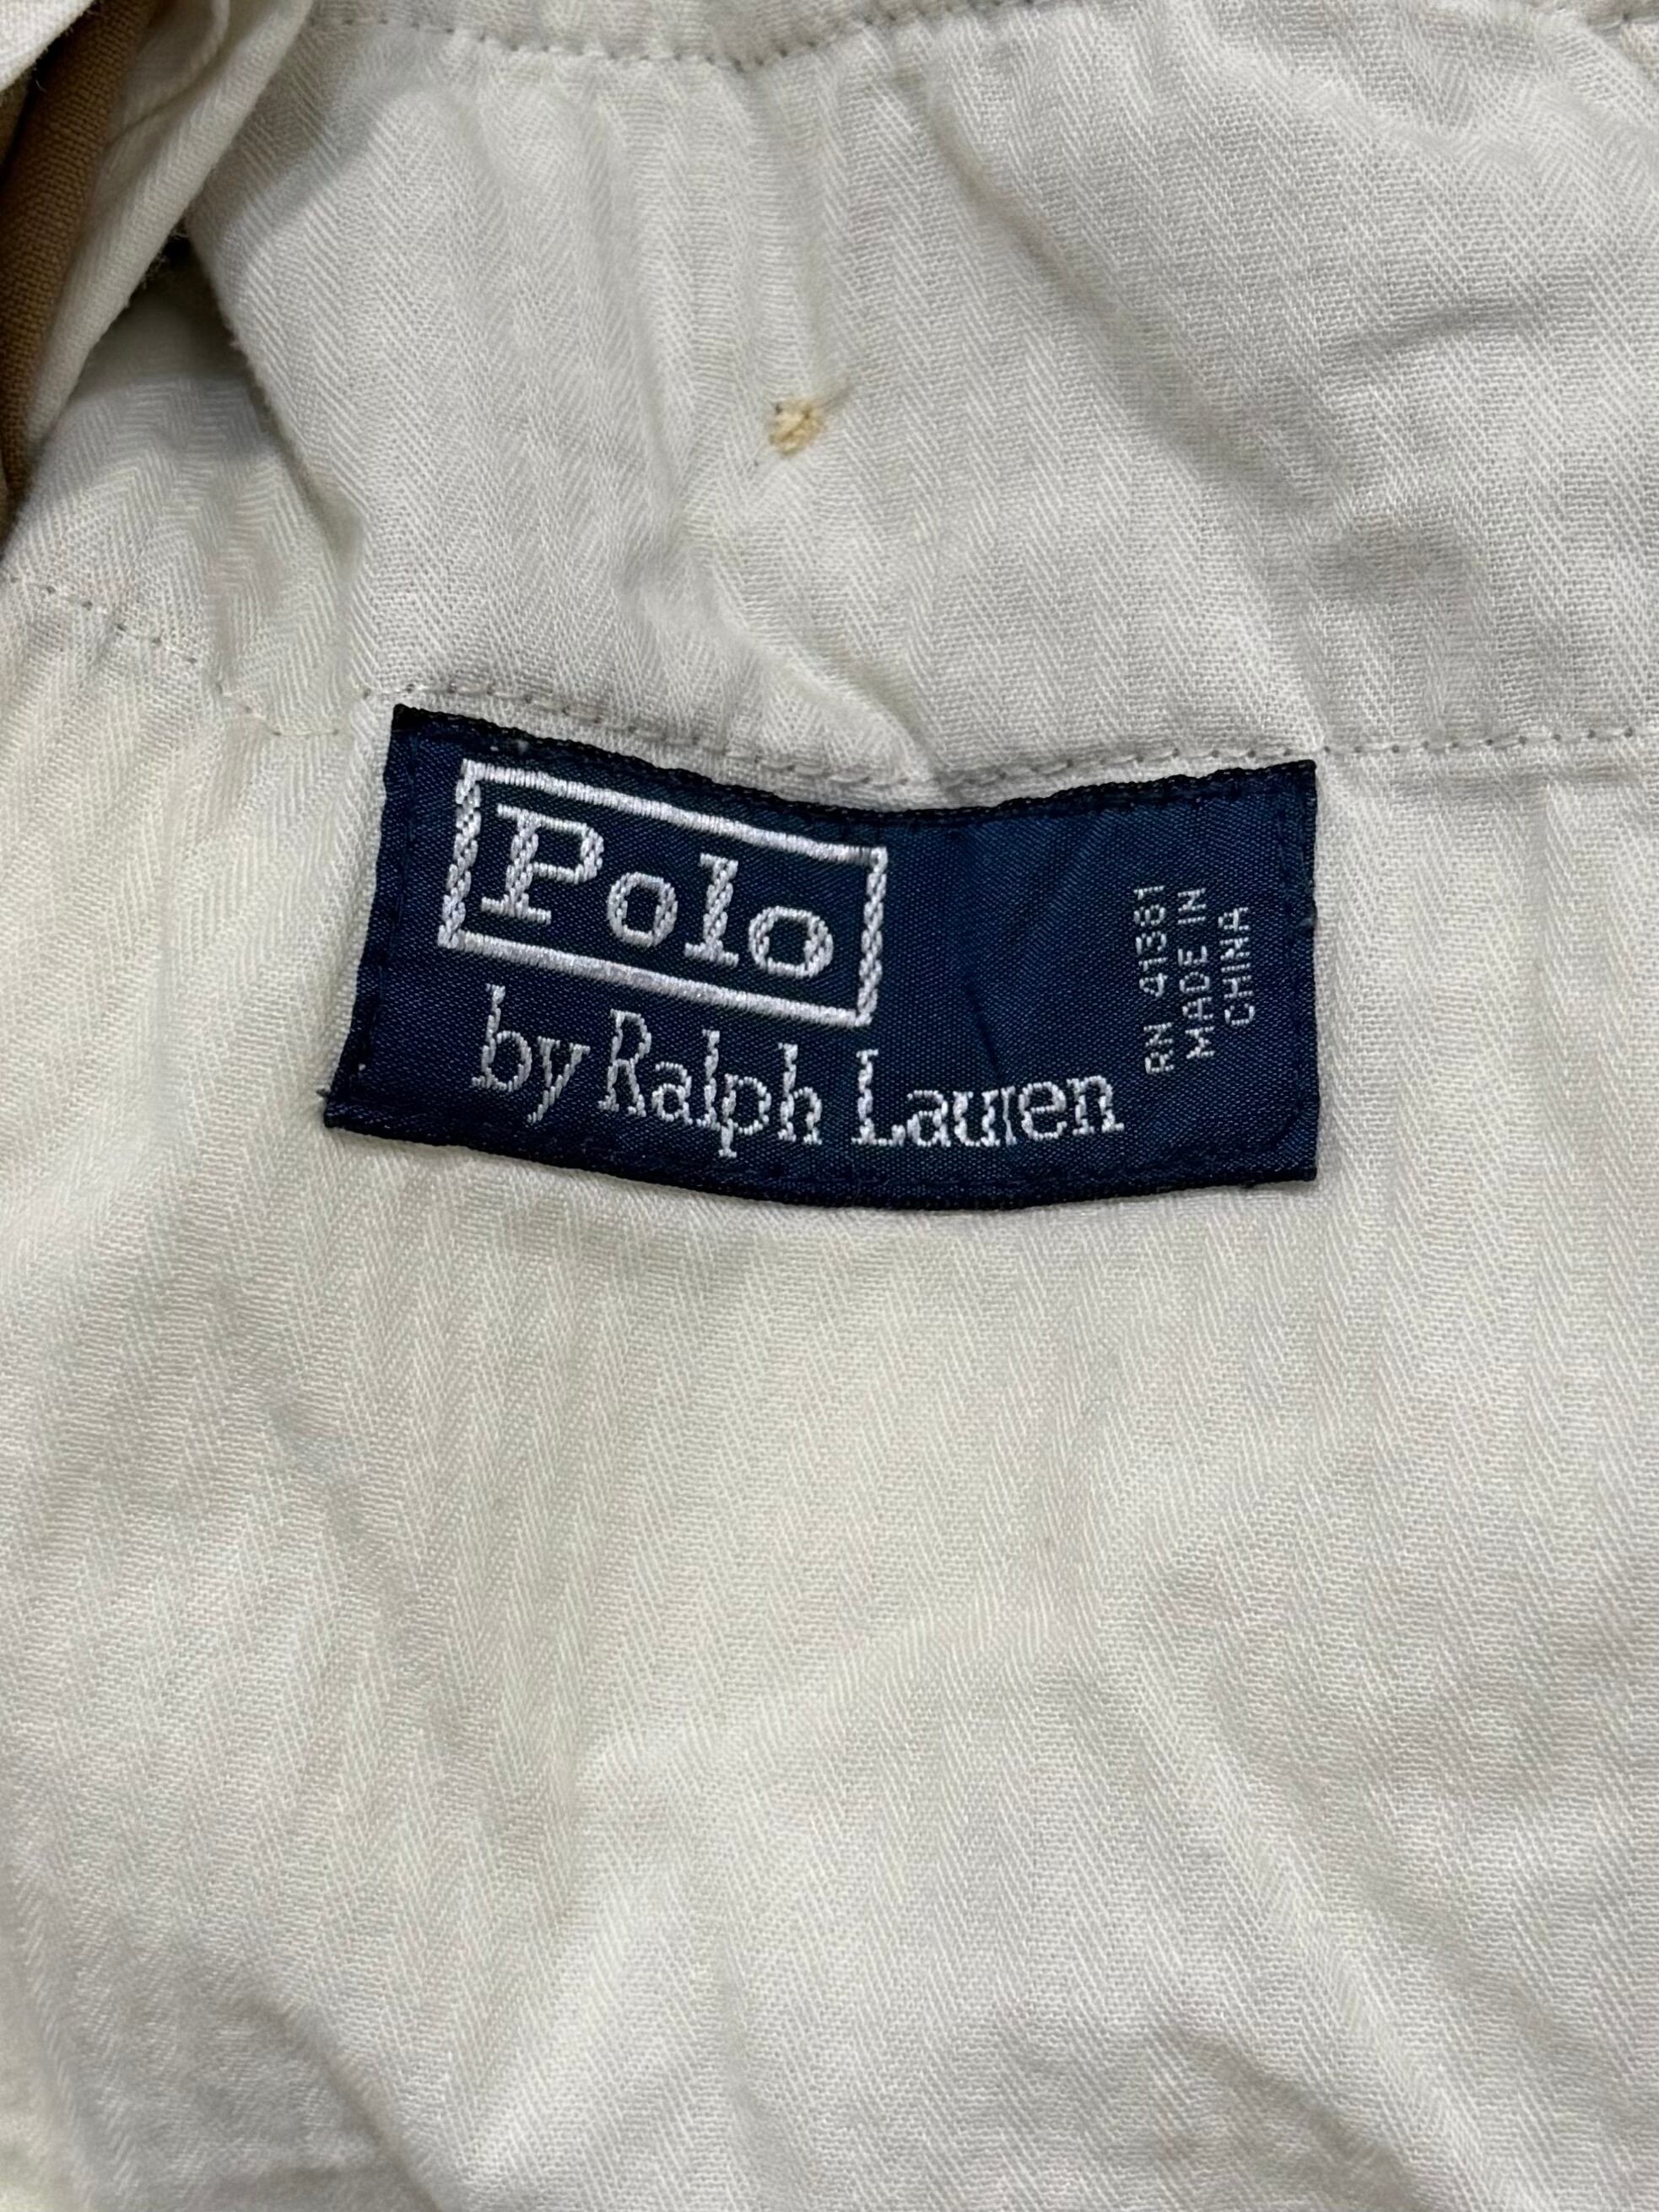 Polo
by Ralph Lauren
RN 41381
MADE IN
CHINA